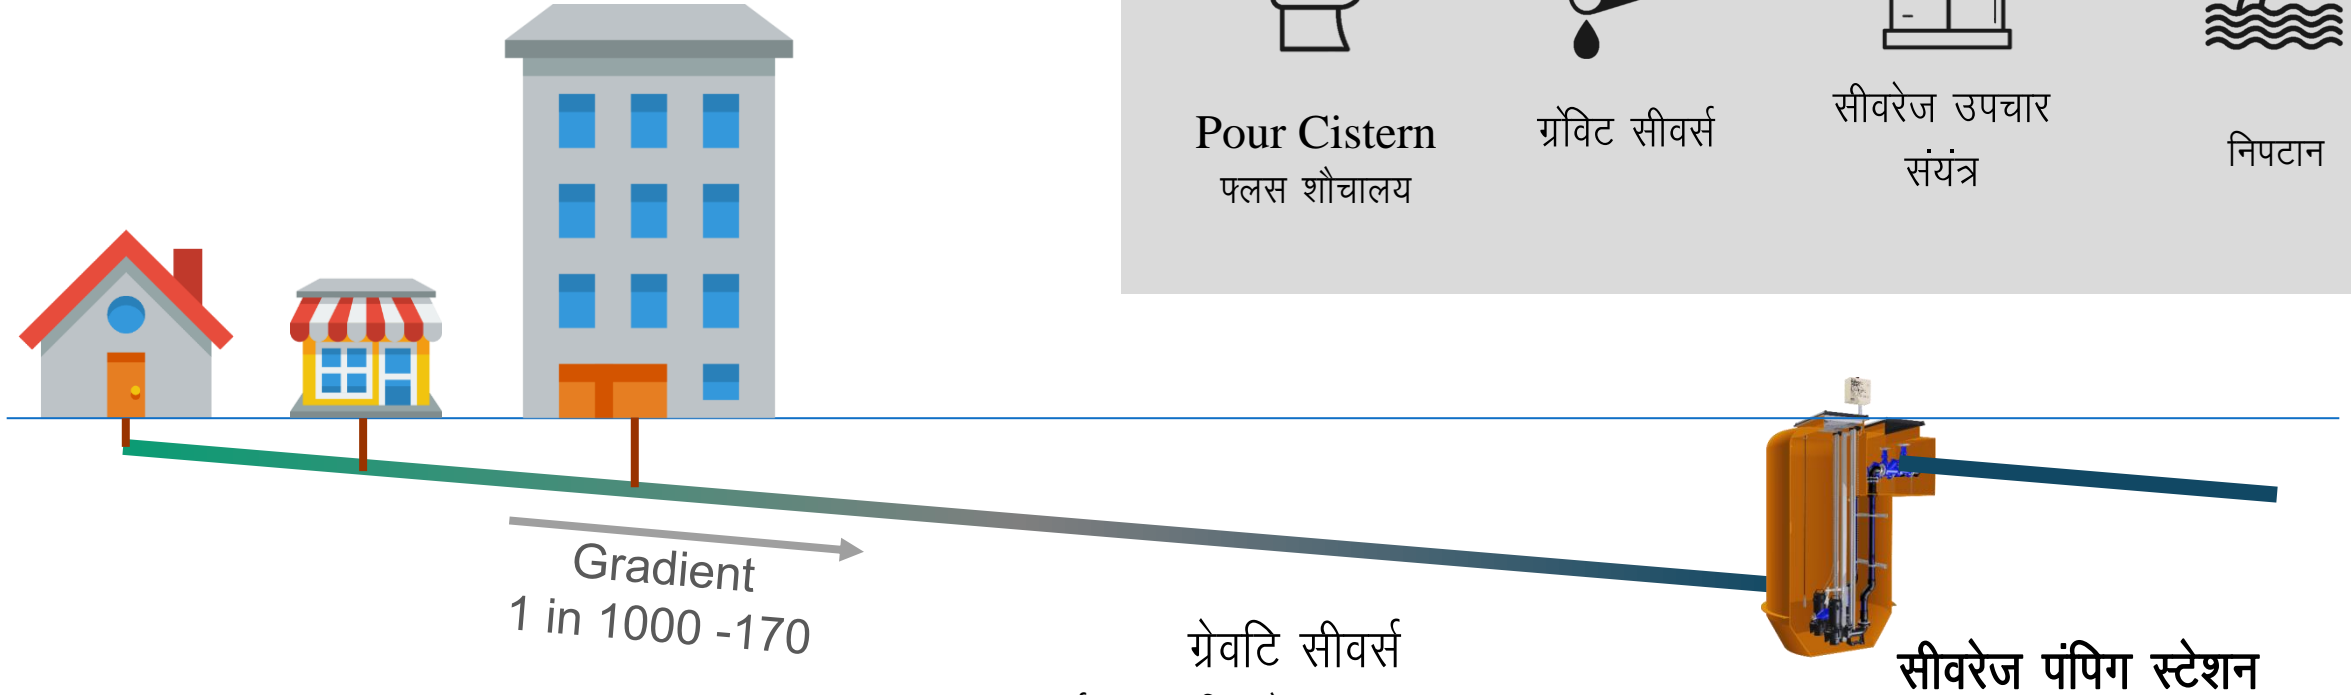 Pour Cistern
फ्लस शौचालय
ग्रेविट सीवर्स
सीवरेज उपचार
संयंत्र
निपटान
Gradient
1 in 1000 -170
ग्रेवटि सीवर्स
सीवरेज पंपिग स्टेशन